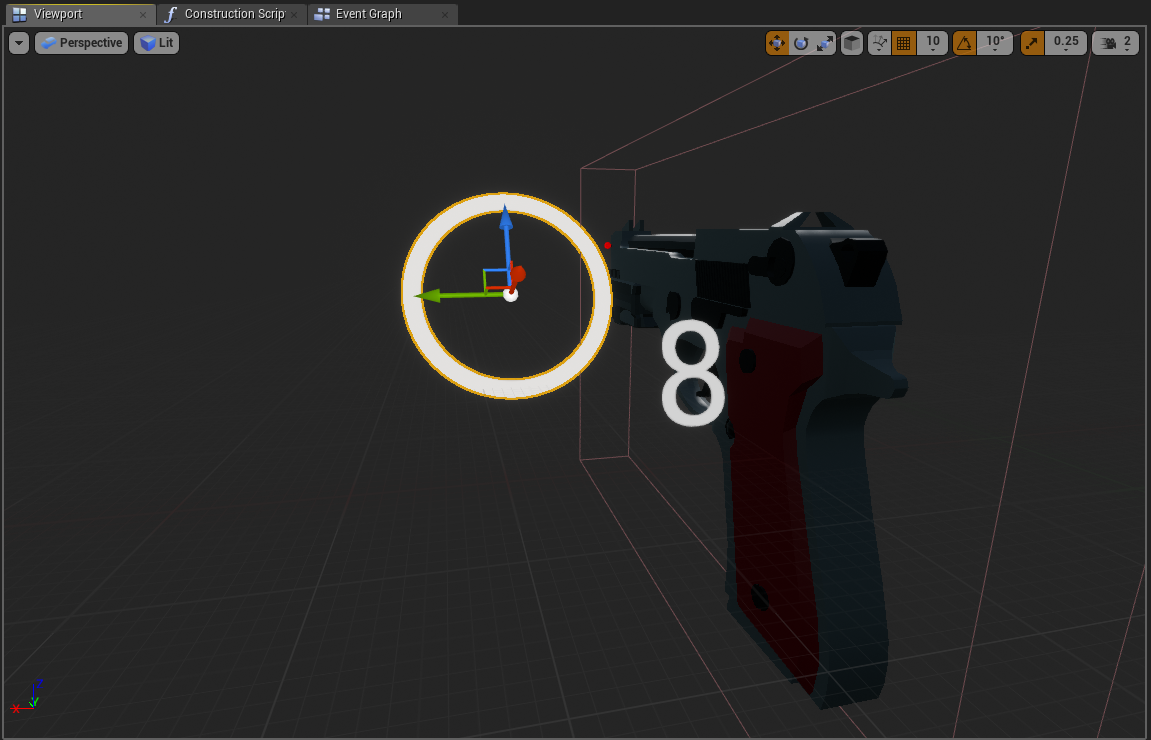 Viewport
Construction Scrip
Event Graph
Perspective
Lit
10
10°
0.25
2
8
Z
X
Y